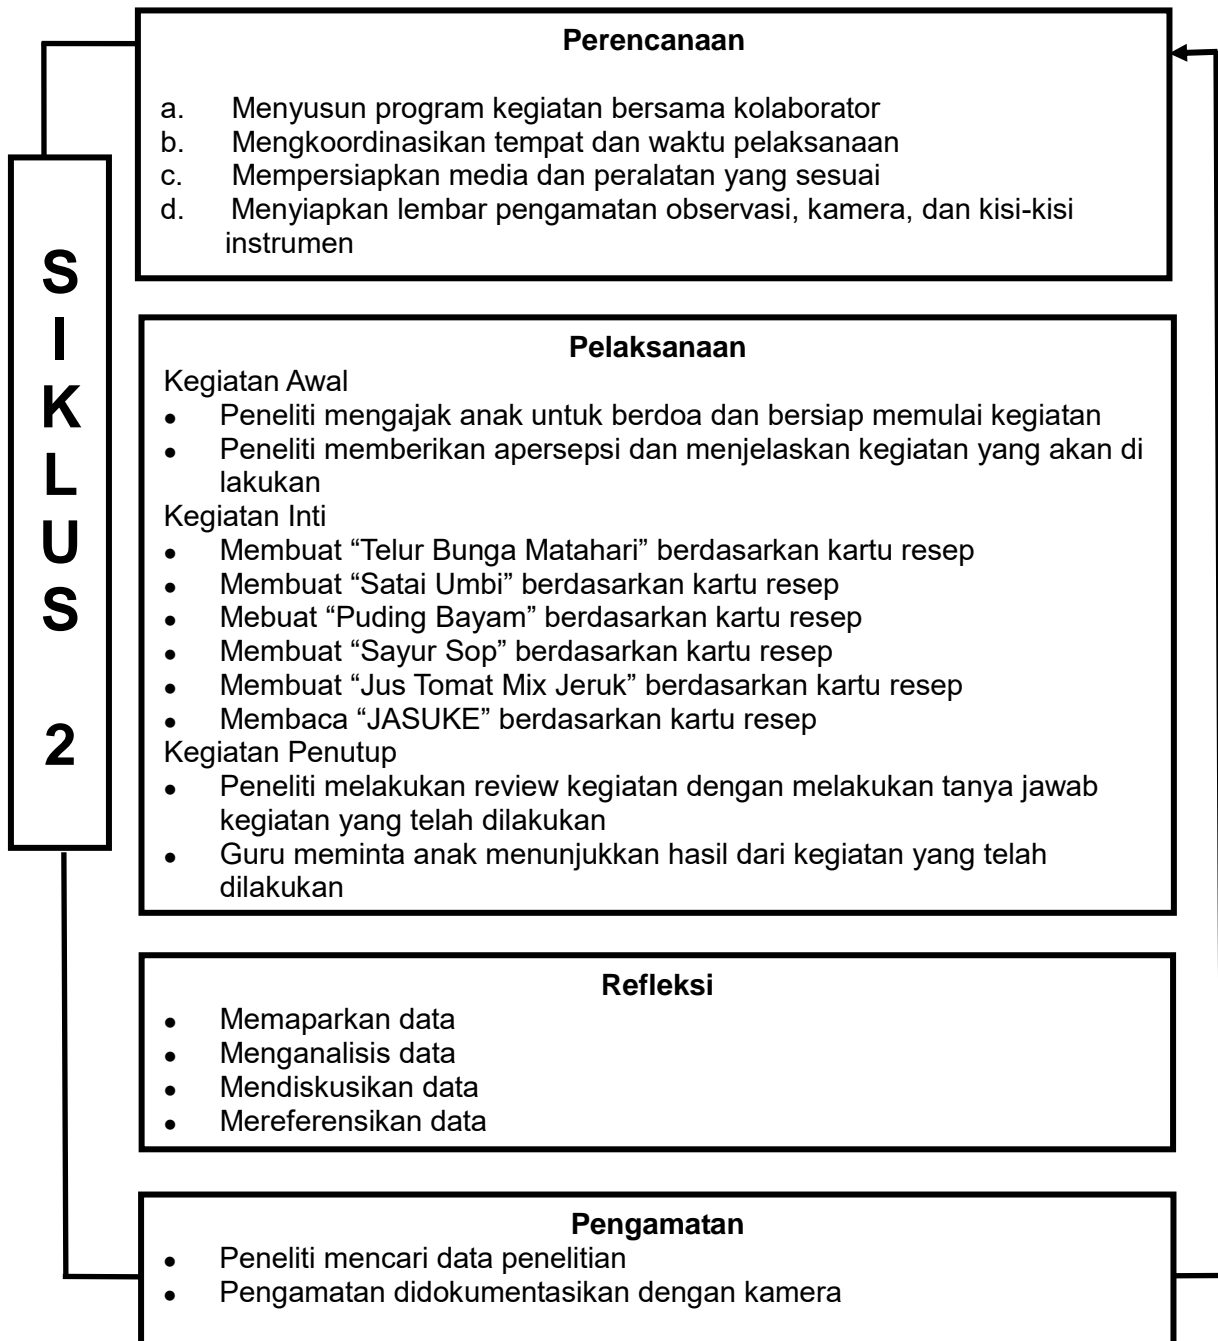 Perencanaan
a. Menyusun program kegiatan bersama kolaborator
b. Mengkoordinasikan tempat dan waktu pelaksanaan
c. Mempersiapkan media dan peralatan yang sesuai
d. Menyiapkan lembar pengamatan observasi, kamera, dan kisi-kisi
instrumen
S
I
K
L
U
S
2
Pelaksanaan
Kegiatan Awal
● Peneliti mengajak anak untuk berdoa dan bersiap memulai kegiatan
● Peneliti memberikan apersepsi dan menjelaskan kegiatan yang akan di
lakukan
Kegiatan Inti
● Membuat “Telur Bunga Matahari” berdasarkan kartu resep
● Membuat “Satai Umbi” berdasarkan kartu resep
● Mebuat “Puding Bayam” berdasarkan kartu resep
● Membuat “Sayur Sop” berdasarkan kartu resep
● Membuat “Jus Tomat Mix Jeruk” berdasarkan kartu resep
● Membaca “JASUKE” berdasarkan kartu resep
Kegiatan Penutup
● Peneliti melakukan review kegiatan dengan melakukan tanya jawab
kegiatan yang telah dilakukan
● Guru meminta anak menunjukkan hasil dari kegiatan yang telah
dilakukan
Refleksi
● Memaparkan data
● Menganalisis data
● Mendiskusikan data
● Mereferensikan data
Pengamatan
● Peneliti mencari data penelitian
● Pengamatan didokumentasikan dengan kamera